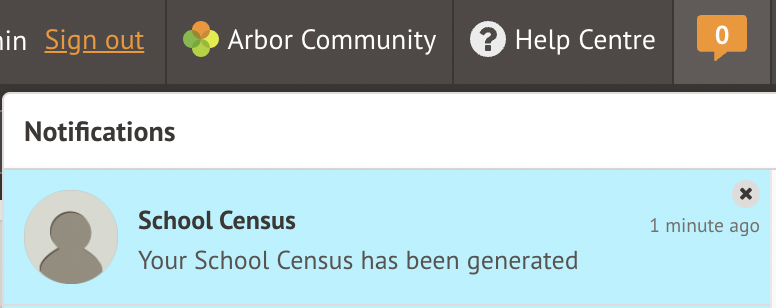 in Sign out Arbor Community ? Help Centre 0
Notifications
School Census
1 minute ago
Your School Census has been generated